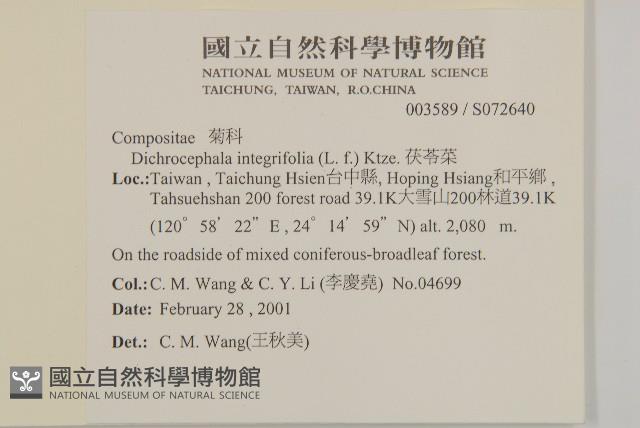 國立自然科學博物館
NATIONAL MUSEUM OF NATURAL SCIENCE
TAICHUNG, TAIWAN, R.O.CHINA
003589 / S072640
Compositae 菊科
Dichrocephala integrifolia (L. f.) Ktze. 茯苓菜
Loc.:Taiwan , Taichung Hsien台中縣, Hoping Hsiang和平鄉 ,
Tahsuehshan 200 forest road 39.1K大雪山200林道39.1K
(120° 58’ 22” E , 24° 14’ 59” N) alt. 2,080 m.
On the roadside of mixed coniferous-broadleaf forest.
Col.:C. M. Wang & C. Y. Li (李慶堯) No.04699
Date: February 28 , 2001
Det.: C. M. Wang(王秋美)
國立自然科學博物館
NATIONAL MUSEUM OF NATURAL SCIENCE